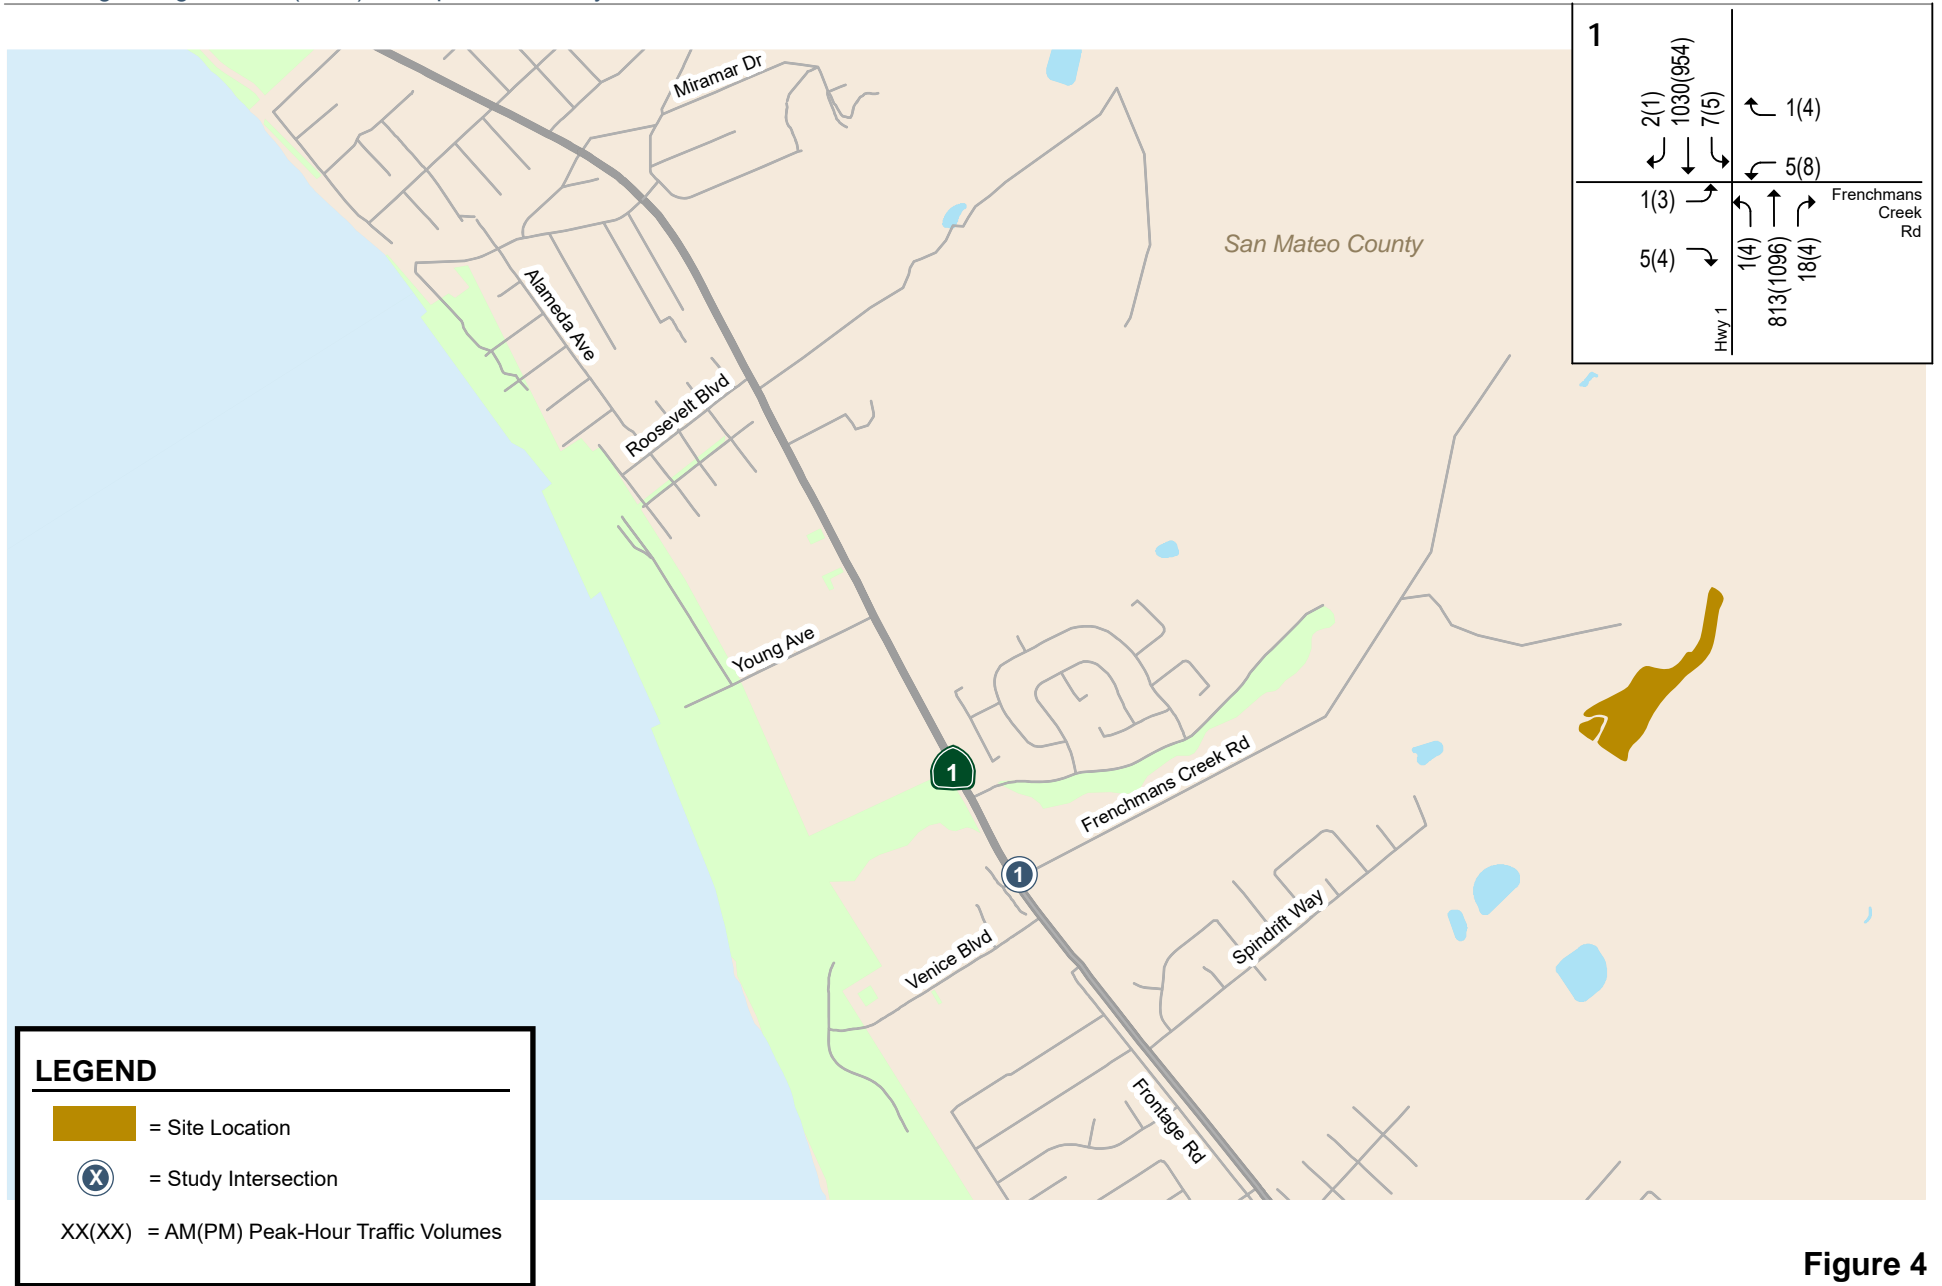 1
2(1)
1030(954)
7(5)
1(4)
5(8)
1(3)
5(4)
1(4)
813(1096)
18(4)
Frenchmans
Creek
Rd
Hwy 1
Miramar Dr
San Mateo County
Alameda Ave
Roosevelt Blvd
Young Ave
1
Frenchmans Creek Rd
1
Spindrift Way
Venice Blvd
Frontage Rd
LEGEND
= Site Location
X = Study Intersection
XX(XX) = AM(PM) Peak-Hour Traffic Volumes
Figure 4